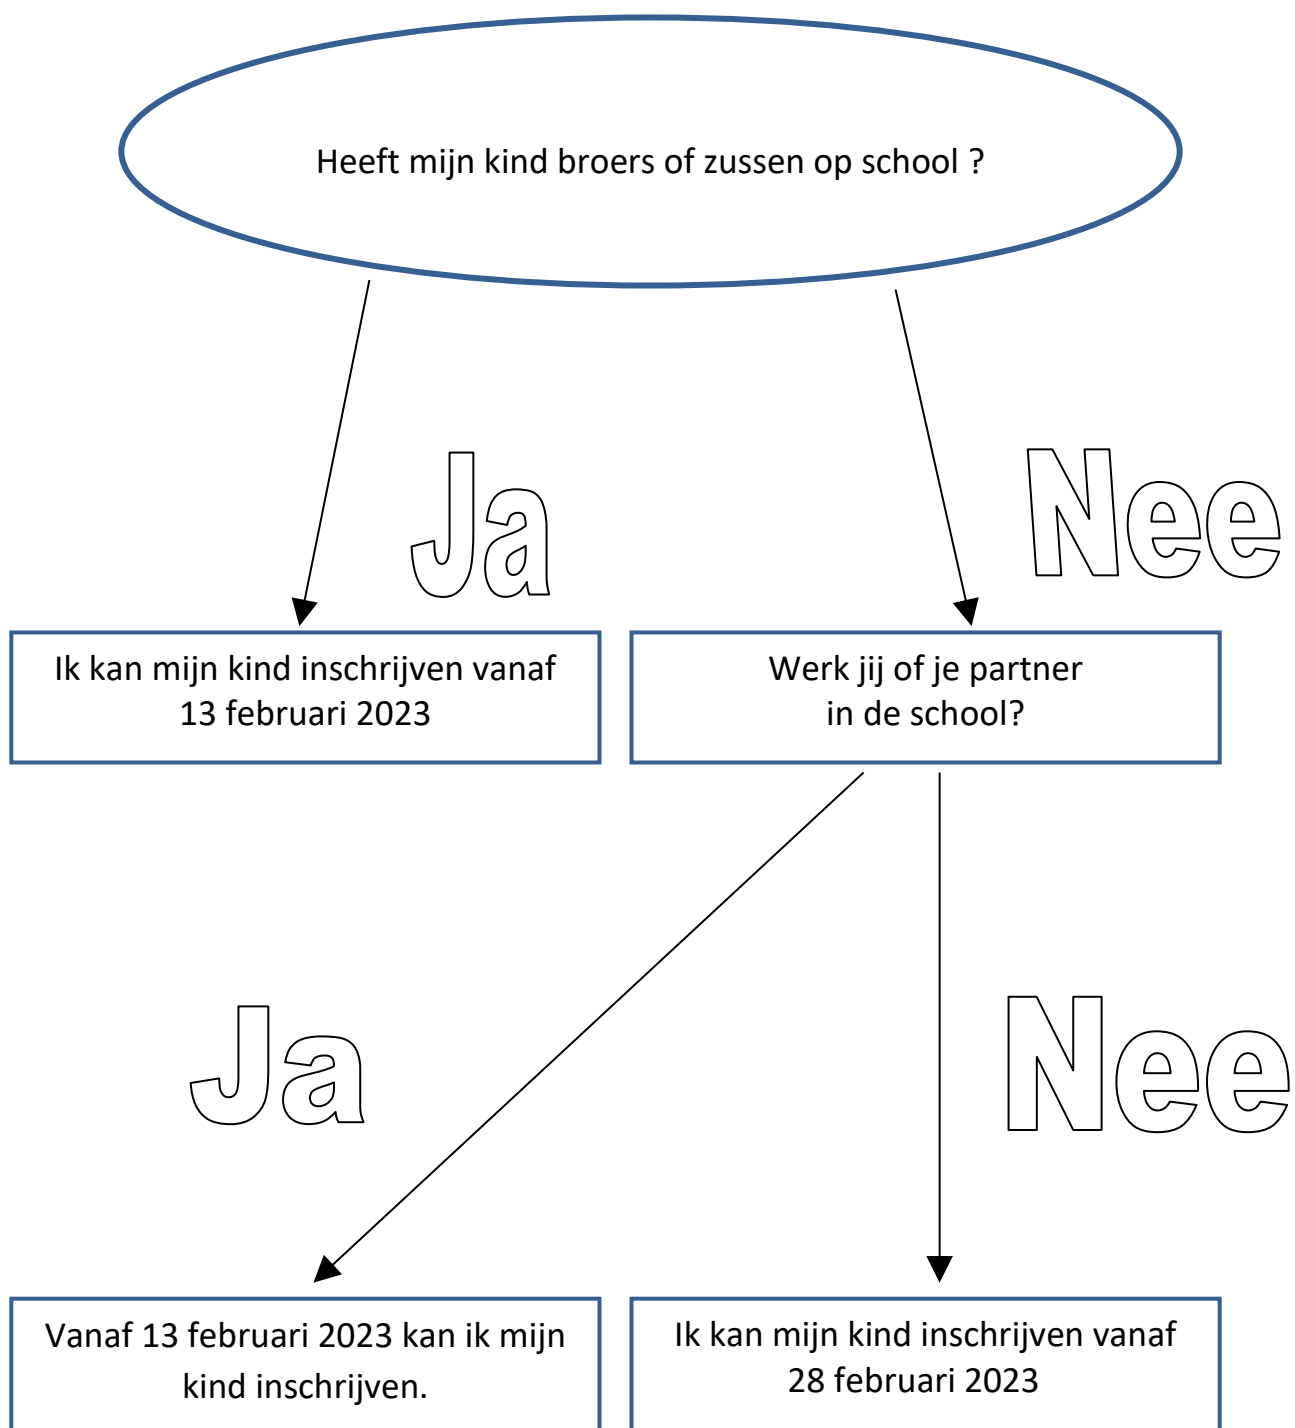 Heeft mijn kind broers of zussen op school ?
Ja
Nee
Ik kan mijn kind inschrijven vanaf
13 februari 2023
Werk jij of je partner
in de school?
Ja
Nee
Vanaf 13 februari 2023 kan ik mijn
kind inschrijven.
Ik kan mijn kind inschrijven vanaf
28 februari 2023